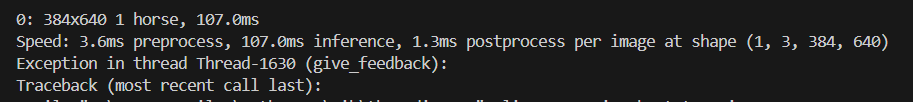 0: 384x640 1 horse, 107.0ms
Speed: 3.6ms preprocess, 107.0ms inference, 1.3ms postprocess per image at shape (1, 3, 384, 640)
Exception in thread Thread-1630 (give_feedback):
Traceback (most recent call last):